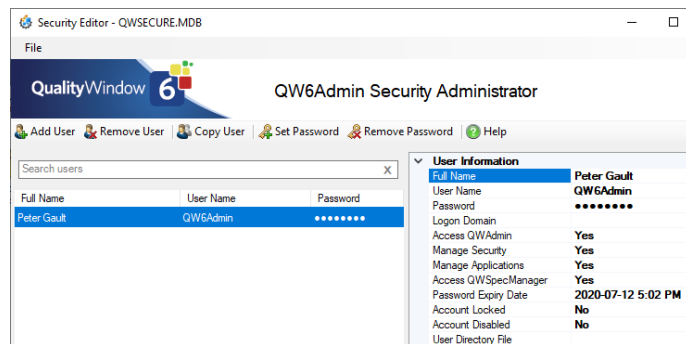 Security Editor - QWSECURE.MDB
File
QualityWindow 6
QW6Admin Security Administrator
Add User Remove User Copy User Set Password Remove Password Help
Search users X
Full Name User Name Password
Peter Gault QW6Admin ●●●●●●●●
User Information
Full Name Peter Gault
User Name QW6Admin
Password ●●●●●●●●
Logon Domain
Access QWAdmin Yes
Manage Security Yes
Manage Applications Yes
Access QWSpecManager Yes
Password Expiry Date 2020-07-12 5:02 PM
Account Locked No
Account Disabled No
User Directory File